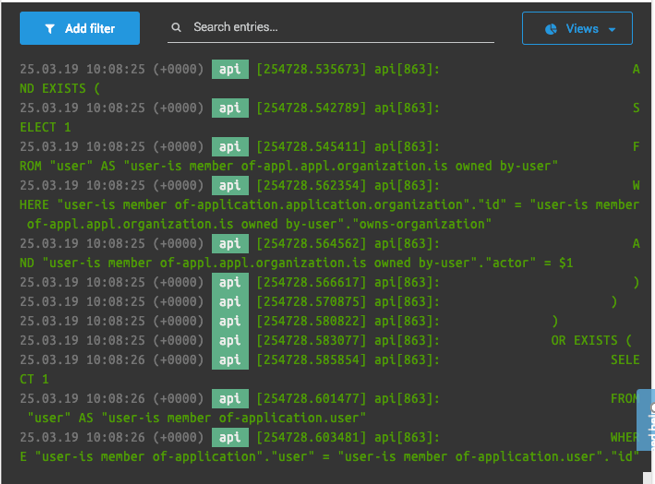 Add filter
Search entries...
Views
25.03.19 10:08:25 (+0000) api [254728.535673] api[863]: A
ND EXISTS (
25.03.19 10:08:25 (+0000) api [254728.542789] api[863]: S
ELECT 1
25.03.19 10:08:25 (+0000) api [254728.545411] api[863]: F
ROM "user" AS "user-is member of-appl.appl.organization.is owned by-user"
25.03.19 10:08:25 (+0000) api [254728.562354] api[863]: W
HERE "user-is member of-application.application.organization"."id" = "user-is member
of-appl.appl.organization.is owned by-user"."owns-organization"
25.03.19 10:08:25 (+0000) api [254728.564562] api[863]: A
ND "user-is member of-appl.appl.organization.is owned by-user"."actor" = $1
25.03.19 10:08:25 (+0000) api [254728.566617] api[863]: )
25.03.19 10:08:25 (+0000) api [254728.570875] api[863]: )
25.03.19 10:08:25 (+0000) api [254728.580822] api[863]: )
25.03.19 10:08:25 (+0000) api [254728.583077] api[863]: OR EXISTS (
25.03.19 10:08:26 (+0000) api [254728.585854] api[863]: SELE
CT 1
25.03.19 10:08:26 (+0000) api [254728.601477] api[863]: FROM
"user" AS "user-is member of-application.user"
25.03.19 10:08:26 (+0000) api [254728.603481] api[863]: WHER
E "user-is member of-application"."user" = "user-is member of-application.user"."id"